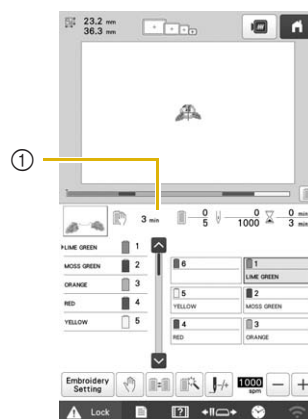 23.2 mm
36.3 mm
1
3 min
0
5
0
1000
0 min
3 min
LIME GREEN 1
MOSS GREEN 2
ORANGE 3
RED 4
YELLOW 5
6
1
LIME GREEN
5
YELLOW
2
MOSS GREEN
4
RED
3
ORANGE
Embroidery
Setting
1000
spm
- +
Lock
?